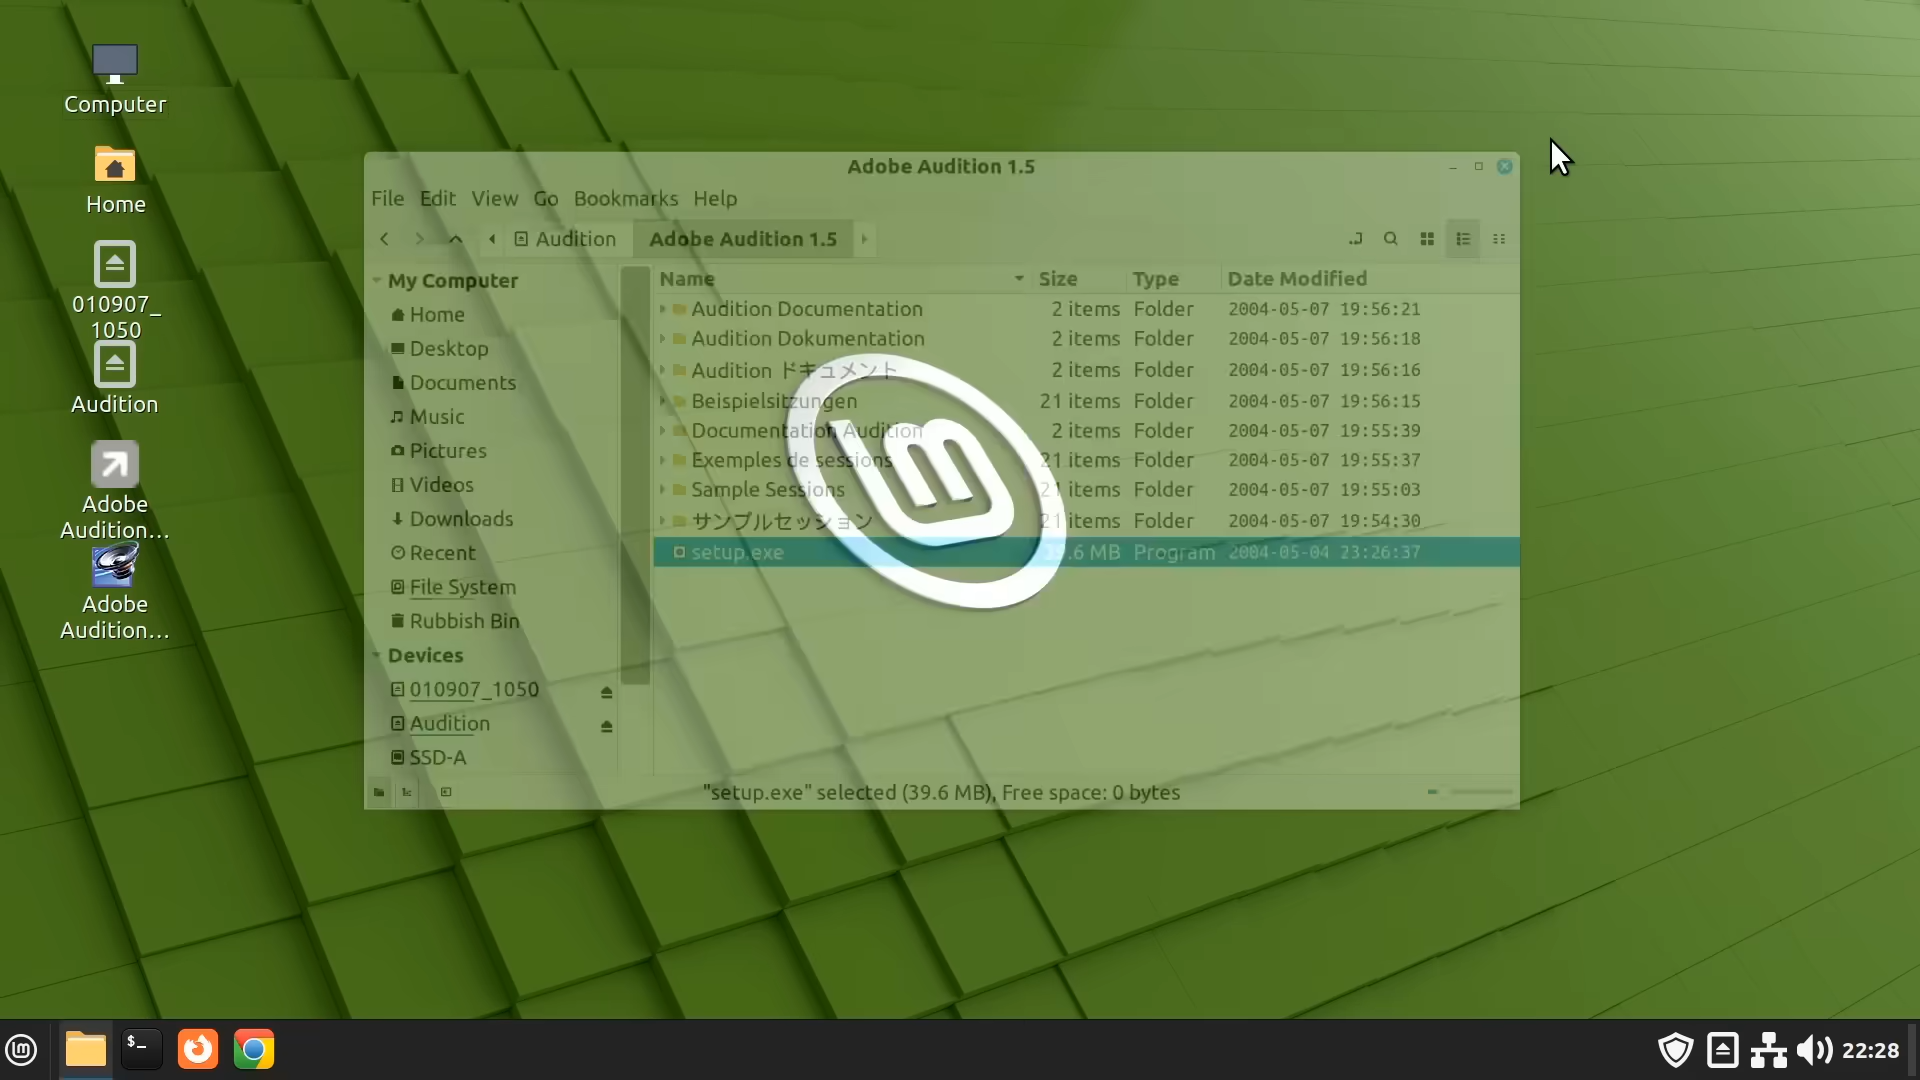 Computer
Home
010907_
1050
Audition
Adobe
Audition...
Adobe
Audition...
Adobe Audition 1.5
File Edit View Go Bookmarks Help
Audition Adobe Audition 1.5
My Computer
Home
Desktop
Documents
Music
Pictures
Videos
Downloads
Recent
File System
Rubbish Bin
Devices
010907_1050
Audition
SSD-A
Name Size Type Date Modified
Audition Documentation 2 items Folder 2004-05-07 19:56:21
Audition Dokumentation 2 items Folder 2004-05-07 19:56:18
Audition ドキュメント 2 items Folder 2004-05-07 19:56:16
Beispielsitzungen 21 items Folder 2004-05-07 19:56:15
Documentation Audition 2 items Folder 2004-05-07 19:55:39
Exemples de sessions 21 items Folder 2004-05-07 19:55:37
Sample Sessions 21 items Folder 2004-05-07 19:55:03
サンプルセッション 21 items Folder 2004-05-07 19:54:30
setup.exe 39.6 MB Program 2004-05-04 23:26:37
"setup.exe" selected (39.6 MB), Free space: 0 bytes
22:28